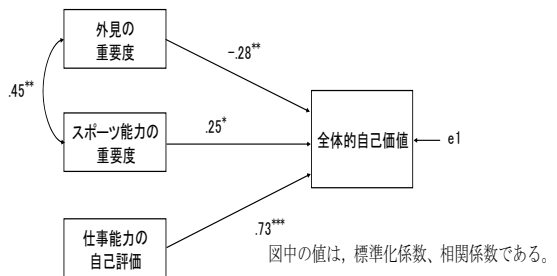 外見の
重要度
-.28**
.45**
スポーツ能力の
重要度
.25*
全体的自己価値
e1
仕事能力の
自己評価
.73***
図中の値は，標準化係数、相関係数である。